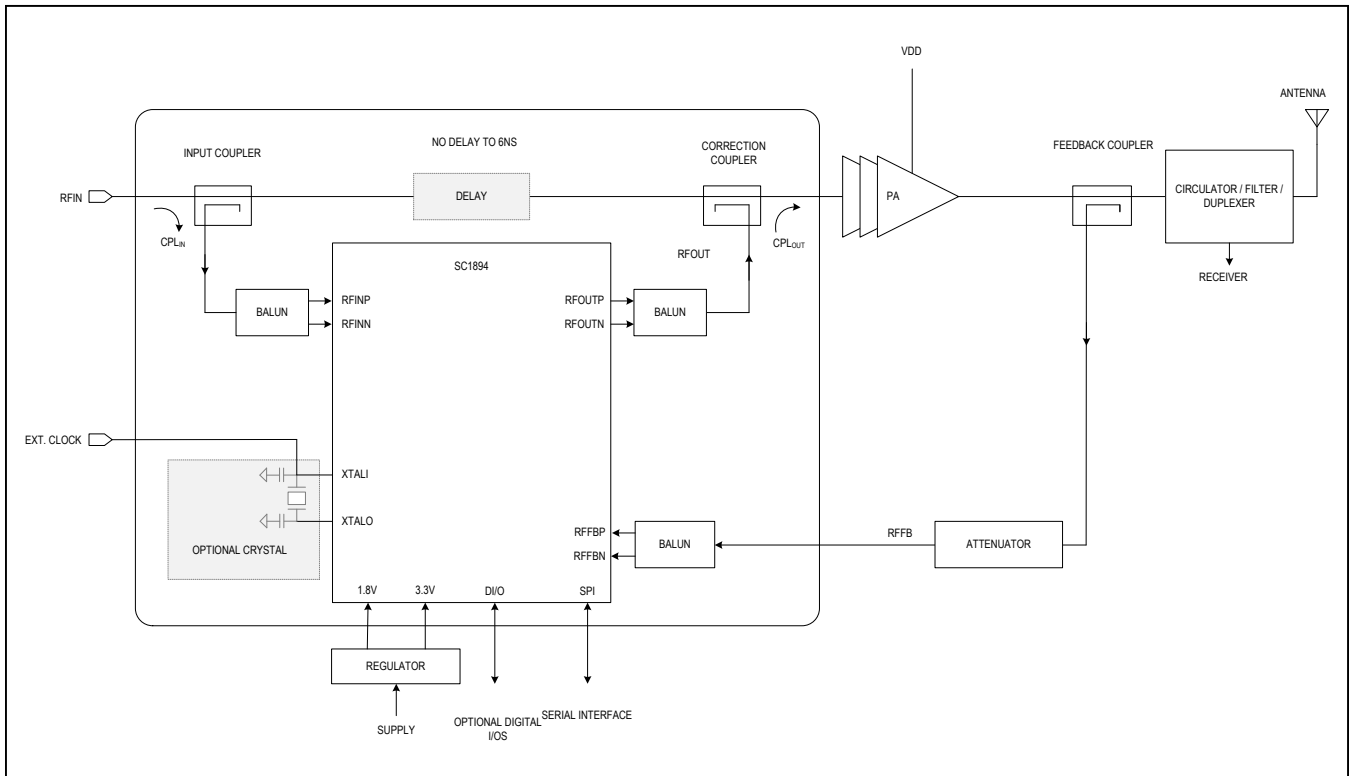 VDD
ANTENNA
NO DELAY TO 6NS
INPUT COUPLER
CORRECTION
COUPLER
FEEDBACK COUPLER
RFIN
DELAY
PA
CIRCULATOR / FILTER /
DUPLEXER
CPLIN
CPLOUT
RFOUT
SC1894
RECEIVER
BALUN
RFINP
RFINN
RFOUTP
RFOUTN
BALUN
EXT. CLOCK
XTALI
XTALO
OPTIONAL CRYSTAL
RFFBP
RFFBN
BALUN
RFFB
ATTENUATOR
1.8V
3.3V
DI/O
SPI
REGULATOR
SUPPLY
OPTIONAL DIGITAL
I/OS
SERIAL INTERFACE